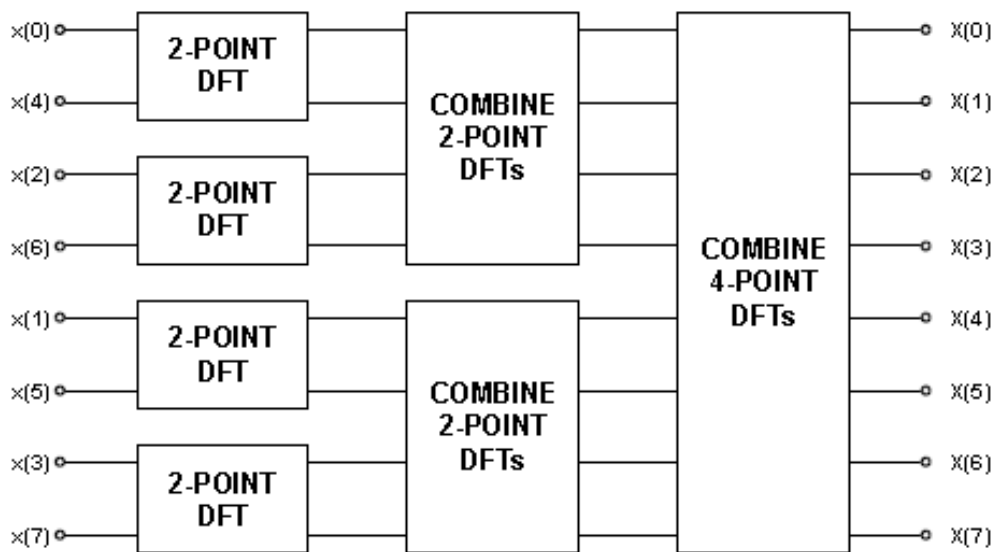 x(0)
x(4)
x(2)
x(6)
x(1)
x(5)
x(3)
x(7)
2-POINT
DFT
2-POINT
DFT
2-POINT
DFT
2-POINT
DFT
COMBINE
2-POINT
DFTs
COMBINE
2-POINT
DFTs
COMBINE
4-POINT
DFTs
X(0)
X(1)
X(2)
X(3)
X(4)
X(5)
X(6)
X(7)